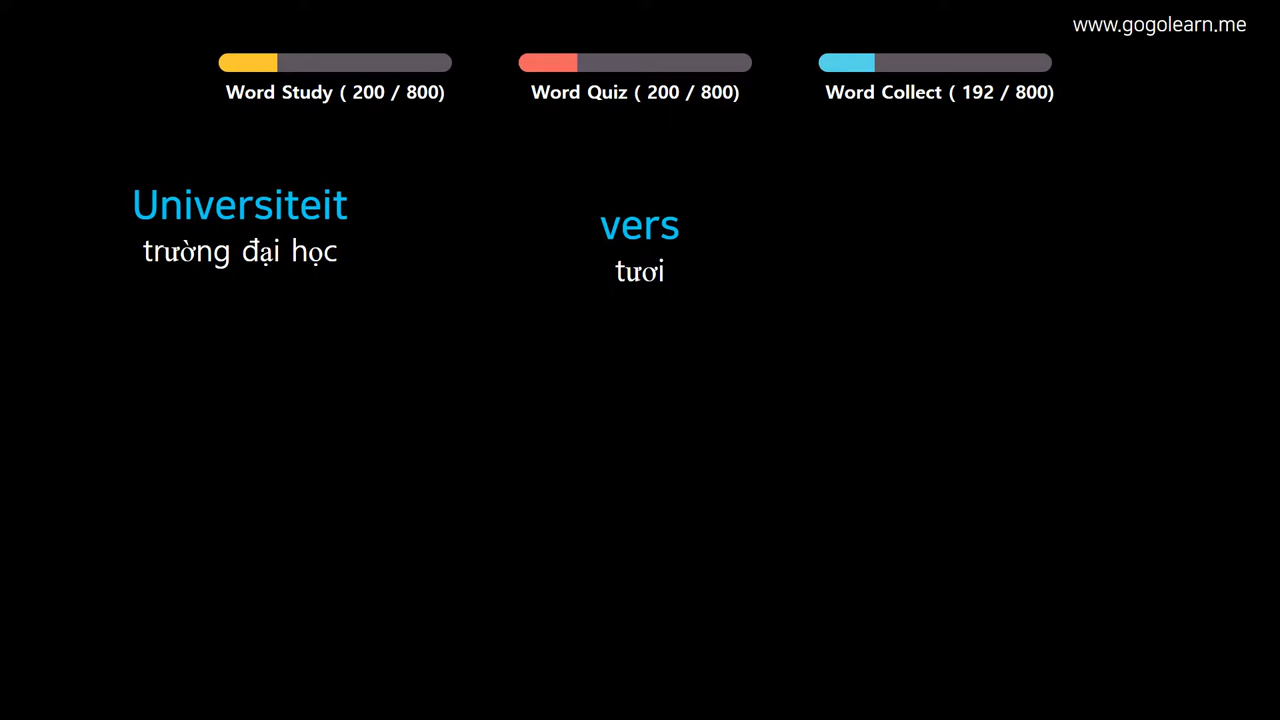 www.gogolearn.me
Word Study ( 200 / 800)
Word Quiz ( 200 / 800)
Word Collect ( 192 / 800)
Universiteit
trường đại học
vers
tươi